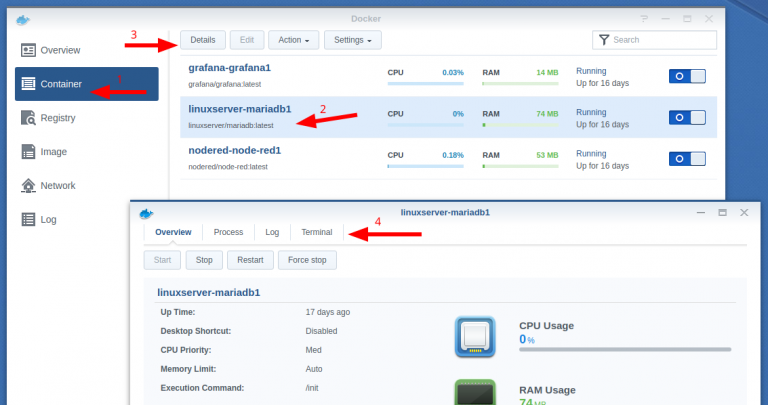 Docker
3
Details Edit Action Settings Search
Overview
Container
1
Registry
Image
Network
Log
grafana-grafana1
grafana/grafana:latest
CPU 0.03% RAM 14 MB
Running
Up for 16 days
linuxserver-mariadb1
2
linuxserver/mariadb:latest
CPU 0% RAM 74 MB
Running
Up for 16 days
nodered-node-red1
nodered/node-red:latest
CPU 0.18% RAM 53 MB
Running
Up for 16 days
linuxserver-mariadb1
Overview Process Log Terminal
4
Start Stop Restart Force stop
linuxserver-mariadb1
Up Time: 17 days ago
Desktop Shortcut: Disabled
CPU Priority: Med
Memory Limit: Auto
Execution Command: /init
CPU Usage
0 %
RAM Usage
74 MB